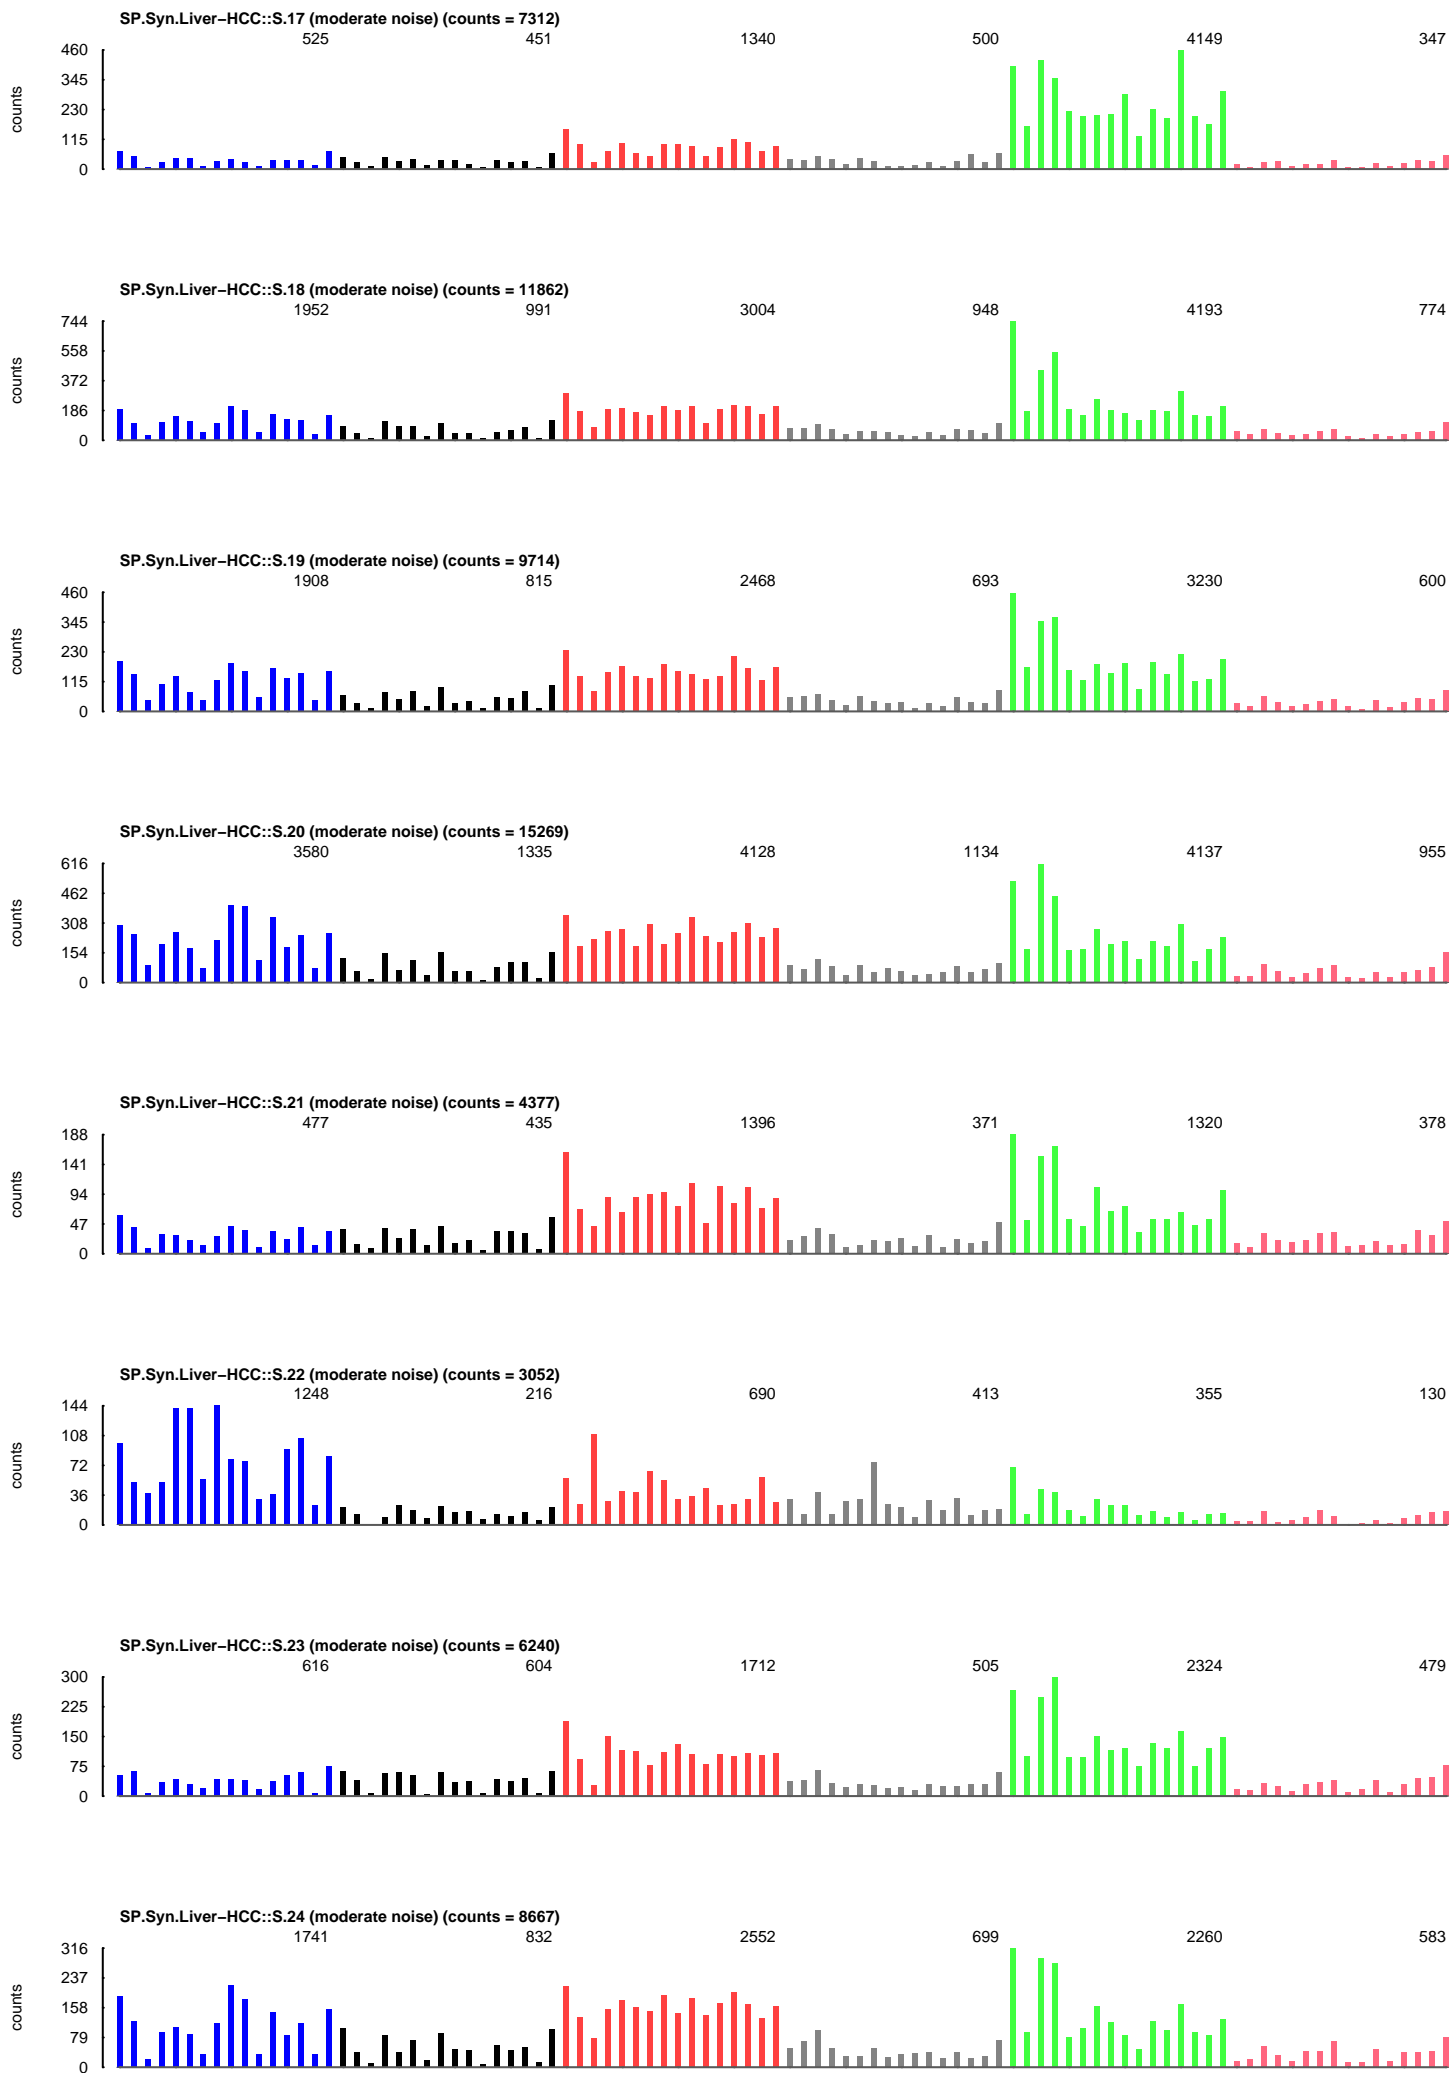 SP.Syn.Liver−HCC::S.17 (moderate noise) (counts = 7312)
525 451 1340 500 4149 347
460
345
230
115
0
counts
SP.Syn.Liver−HCC::S.18 (moderate noise) (counts = 11862)
1952 991 3004 948 4193 774
744
558
372
186
0
counts
SP.Syn.Liver−HCC::S.19 (moderate noise) (counts = 9714)
1908 815 2468 693 3230 600
460
345
230
115
0
counts
SP.Syn.Liver−HCC::S.20 (moderate noise) (counts = 15269)
3580 1335 4128 1134 4137 955
616
462
308
154
0
counts
SP.Syn.Liver−HCC::S.21 (moderate noise) (counts = 4377)
477 435 1396 371 1320 378
188
141
94
47
0
counts
SP.Syn.Liver−HCC::S.22 (moderate noise) (counts = 3052)
1248 216 690 413 355 130
144
108
72
36
0
counts
SP.Syn.Liver−HCC::S.23 (moderate noise) (counts = 6240)
616 604 1712 505 2324 479
300
225
150
75
0
counts
SP.Syn.Liver−HCC::S.24 (moderate noise) (counts = 8667)
1741 832 2552 699 2260 583
316
237
158
79
0
counts